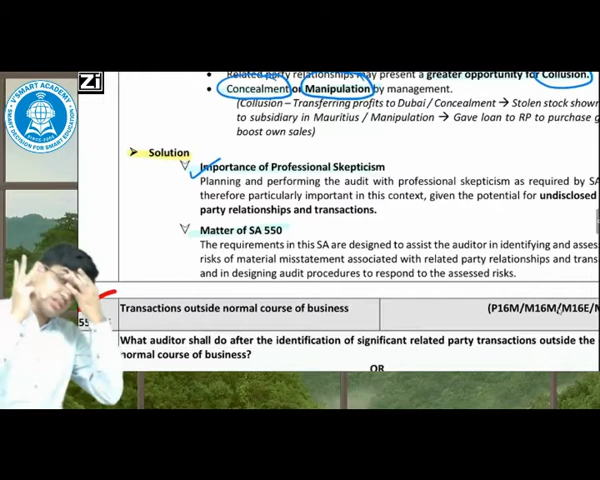 Zi
V'SMART ACADEMY
SMART ACADEMY FOR SMART EDUCATION
SINCE 2006
• Related party relationships may present a greater opportunity for Collusion.
• Concealment or Manipulation by management.
(Collusion – Transferring profits to Dubai / Concealment → Stolen stock shown
to subsidiary in Mauritius / Manipulation → Gave loan to RP to purchase g
boost own sales)
Solution
Importance of Professional Skepticism
Planning and performing the audit with professional skepticism as required by SA
therefore particularly important in this context, given the potential for undisclosed
party relationships and transactions.
Matter of SA 550
The requirements in this SA are designed to assist the auditor in identifying and assess
risks of material misstatement associated with related party relationships and trans
and in designing audit procedures to respond to the assessed risks.
Transactions outside normal course of business (P16M/M16M/M16E/N
55
What auditor shall do after the identification of significant related party transactions outside the
normal course of business?
OR